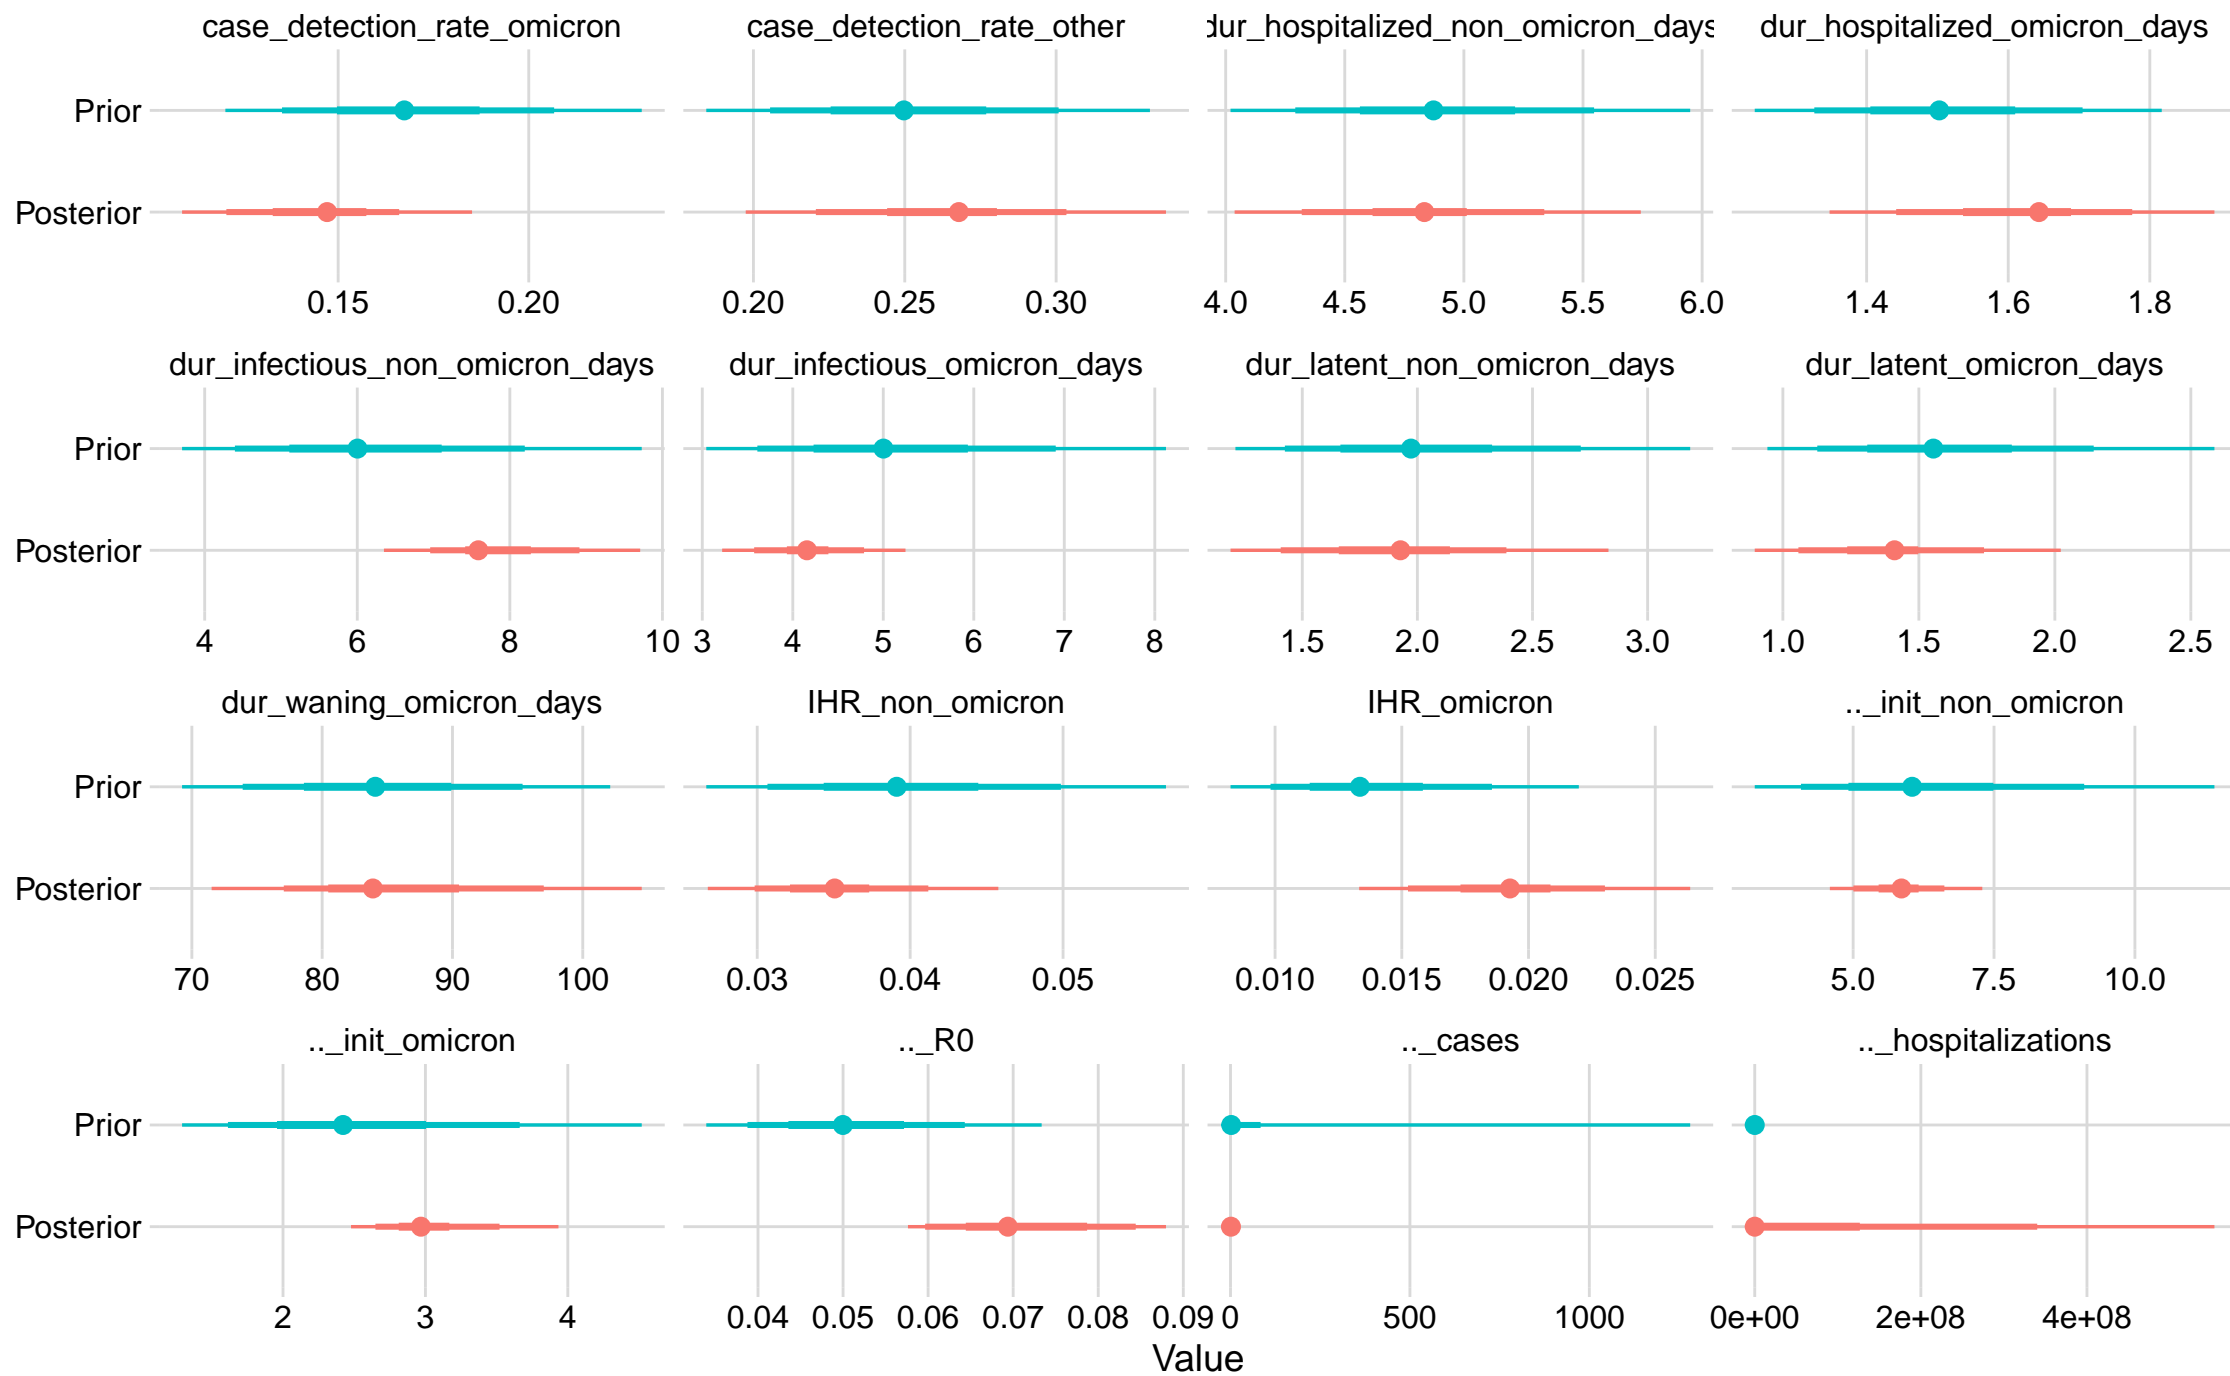 case_detection_rate_omicron case_detection_rate_other dur_hospitalized_non_omicron_days dur_hospitalized_omicron_days
Prior
Posterior
0.15 0.20 0.20 0.25 0.30 4.0 4.5 5.0 5.5 6.0 1.4 1.6 1.8
dur_infectious_non_omicron_days dur_infectious_omicron_days dur_latent_non_omicron_days dur_latent_omicron_days
Prior
Posterior
4 6 8 10 3 4 5 6 7 8 1.5 2.0 2.5 3.0 1.0 1.5 2.0 2.5
dur_waning_omicron_days IHR_non_omicron IHR_omicron .._init_non_omicron
Prior
Posterior
70 80 90 100 0.03 0.04 0.05 0.010 0.015 0.020 0.025 5.0 7.5 10.0
.._init_omicron .._R0 .._cases .._hospitalizations
Prior
Posterior
2 3 4 0.04 0.05 0.06 0.07 0.08 0.09 0 500 1000 0e+00 2e+08 4e+08
Value